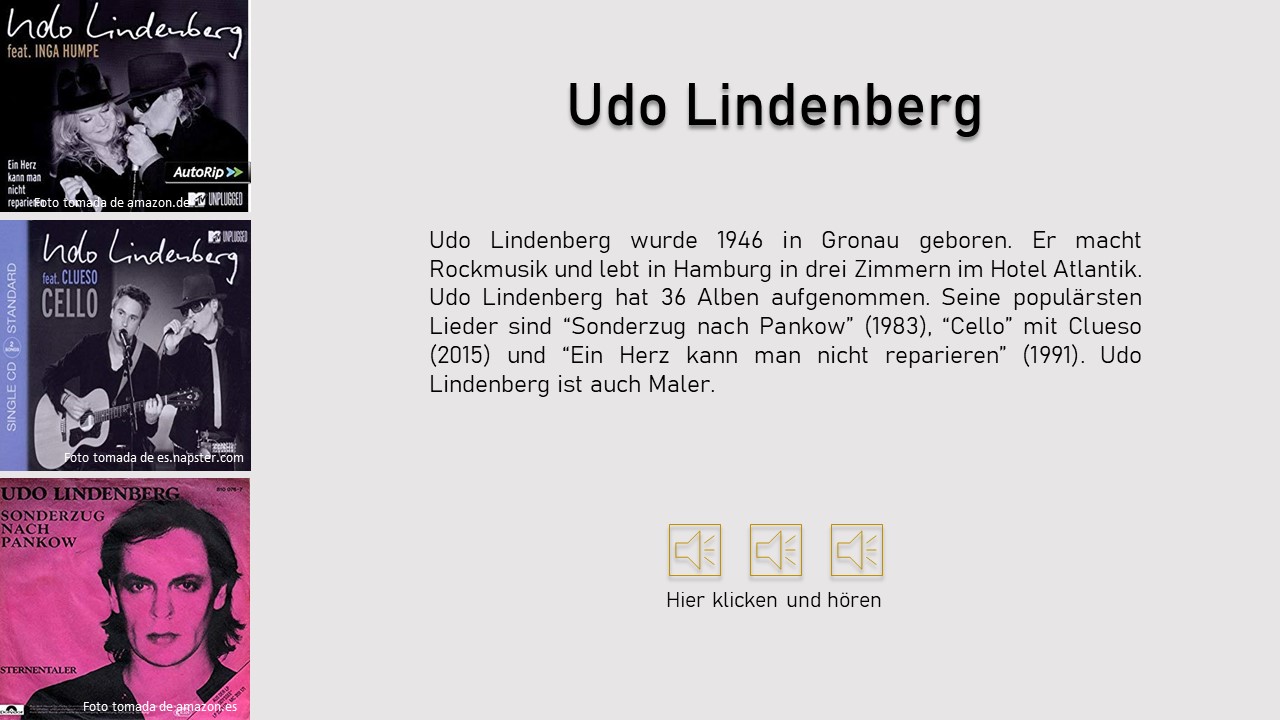 Udo Lindenberg
feat. INGA HUMPE
Ein Herz
kann man
nicht
AutoRip
UNPLUGGED
Foto tomada de amazon.de
MTV UNPLUGGED
Udo Lindenberg
feat. CLUESO
CELLO
SINGLE CD 2 STANDARD
Foto tomada de es.napster.com
UDO LINDENBERG
SONDERZUG
NACH
PANKOW
STERNENTALER
Foto tomada de amazon.es
Udo Lindenberg
Udo Lindenberg wurde 1946 in Gronau geboren. Er macht
Rockmusik und lebt in Hamburg in drei Zimmern im Hotel Atlantik.
Udo Lindenberg hat 36 Alben aufgenommen. Seine populärsten
Lieder sind “Sonderzug nach Pankow” (1983), “Cello” mit Clueso
(2015) und “Ein Herz kann man nicht reparieren” (1991). Udo
Lindenberg ist auch Maler.
Hier klicken und hören